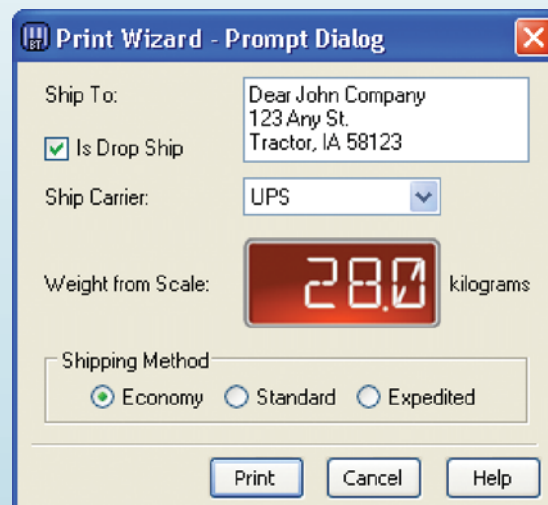 BT
Print Wizard - Prompt Dialog
Ship To:
Dear John Company
123 Any St.
Tractor, IA 58123
Is Drop Ship
Ship Carrier:
UPS
Weight from Scale:
28.0
kilograms
Shipping Method
Economy
Standard
Expedited
Print
Cancel
Help